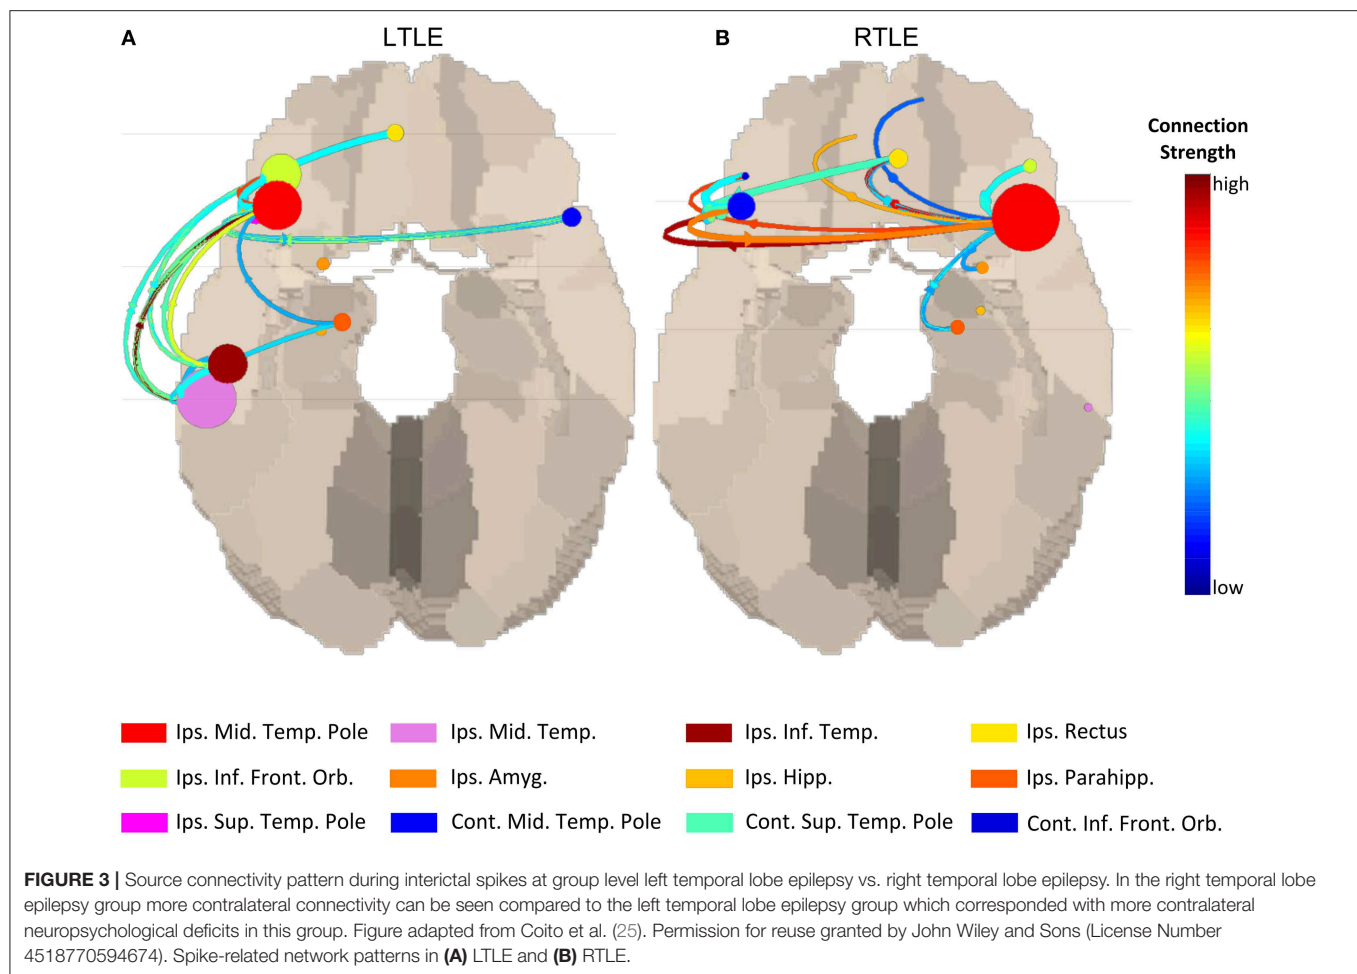 A
LTLE
B
RTLE
Connection
Strength
high
low
Ips. Mid. Temp. Pole
Ips. Mid. Temp.
Ips. Inf. Temp.
Ips. Rectus
Ips. Inf. Front. Orb.
Ips. Amyg.
Ips. Hipp.
Ips. Parahipp.
Ips. Sup. Temp. Pole
Cont. Mid. Temp. Pole
Cont. Sup. Temp. Pole
Cont. Inf. Front. Orb.
FIGURE 3 | Source connectivity pattern during interictal spikes at group level left temporal lobe epilepsy vs. right temporal lobe epilepsy. In the right temporal lobe
epilepsy group more contralateral connectivity can be seen compared to the left temporal lobe epilepsy group which corresponded with more contralateral
neuropsychological deficits in this group. Figure adapted from Coito et al. (25). Permission for reuse granted by John Wiley and Sons (License Number
4518770594674). Spike-related network patterns in (A) LTLE and (B) RTLE.